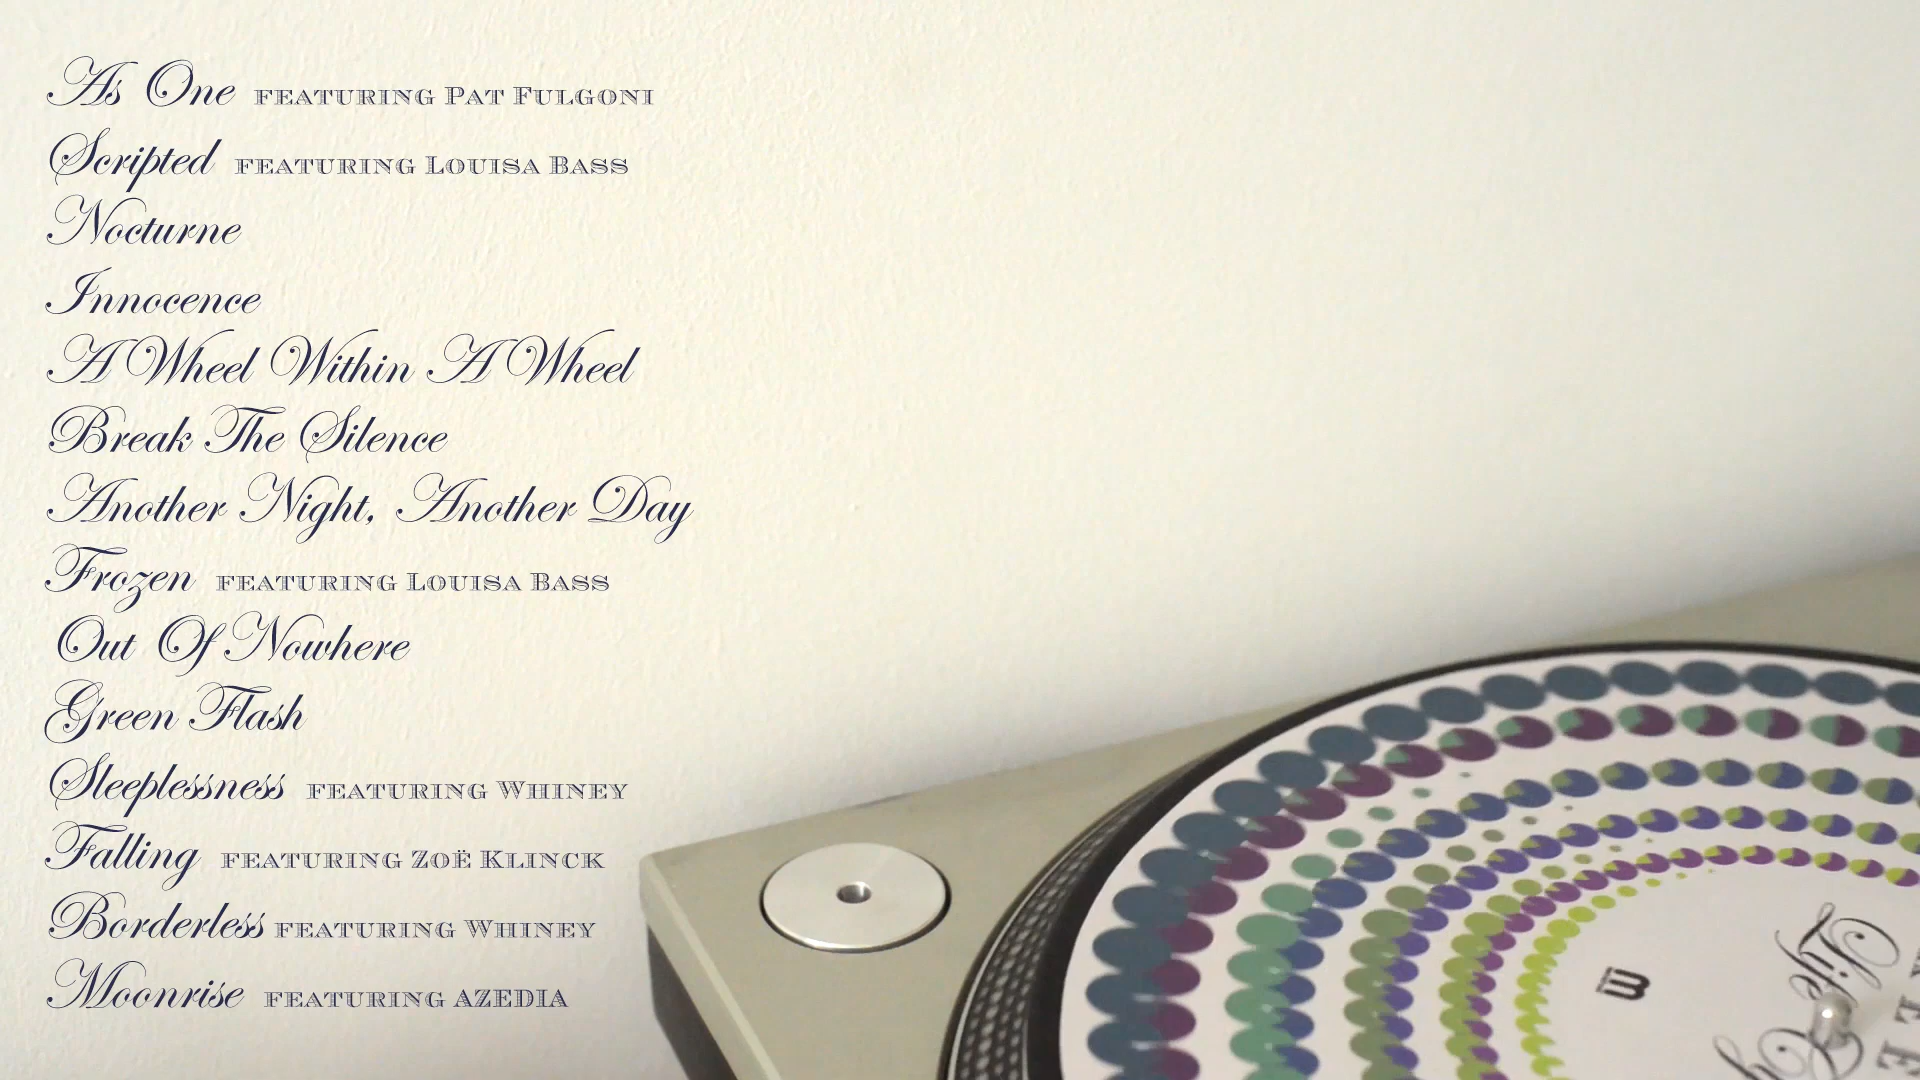 As One FEATURING PAT FULGONI
Scripted FEATURING LOUISA BASS
Nocturne
Innocence
A Wheel Within A Wheel
Break The Silence
Another Night, Another Day
Frozen FEATURING LOUISA BASS
Out Of Nowhere
Green Flash
Sleeplessness FEATURING WHINEY
Falling FEATURING ZOË KLINCK
Borderless FEATURING WHINEY
Moonrise FEATURING AZEDIA
Life